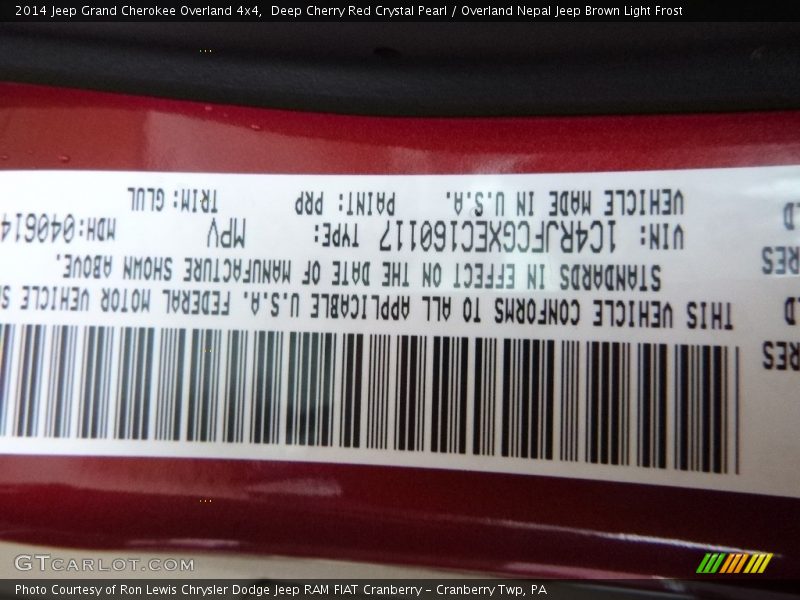 2014 Jeep Grand Cherokee Overland 4x4,  Deep Cherry Red Crystal Pearl / Overland Nepal Jeep Brown Light Frost
THIS VEHICLE CONFORMS TO ALL APPLICABLE U.S.A. FEDERAL MOTOR VEHICLE
STANDARDS IN EFFECT ON THE DATE OF MANUFACTURE SHOWN ABOVE.
VIN: 1C4RJFCGXEC160117 TYPE: MPV MDH:040614
VEHICLE MADE IN U.S.A. PAINT: PRP TRIM: GLUL
GTCARLOT.COM
Photo Courtesy of Ron Lewis Chrysler Dodge Jeep RAM FIAT Cranberry – Cranberry Twp, PA